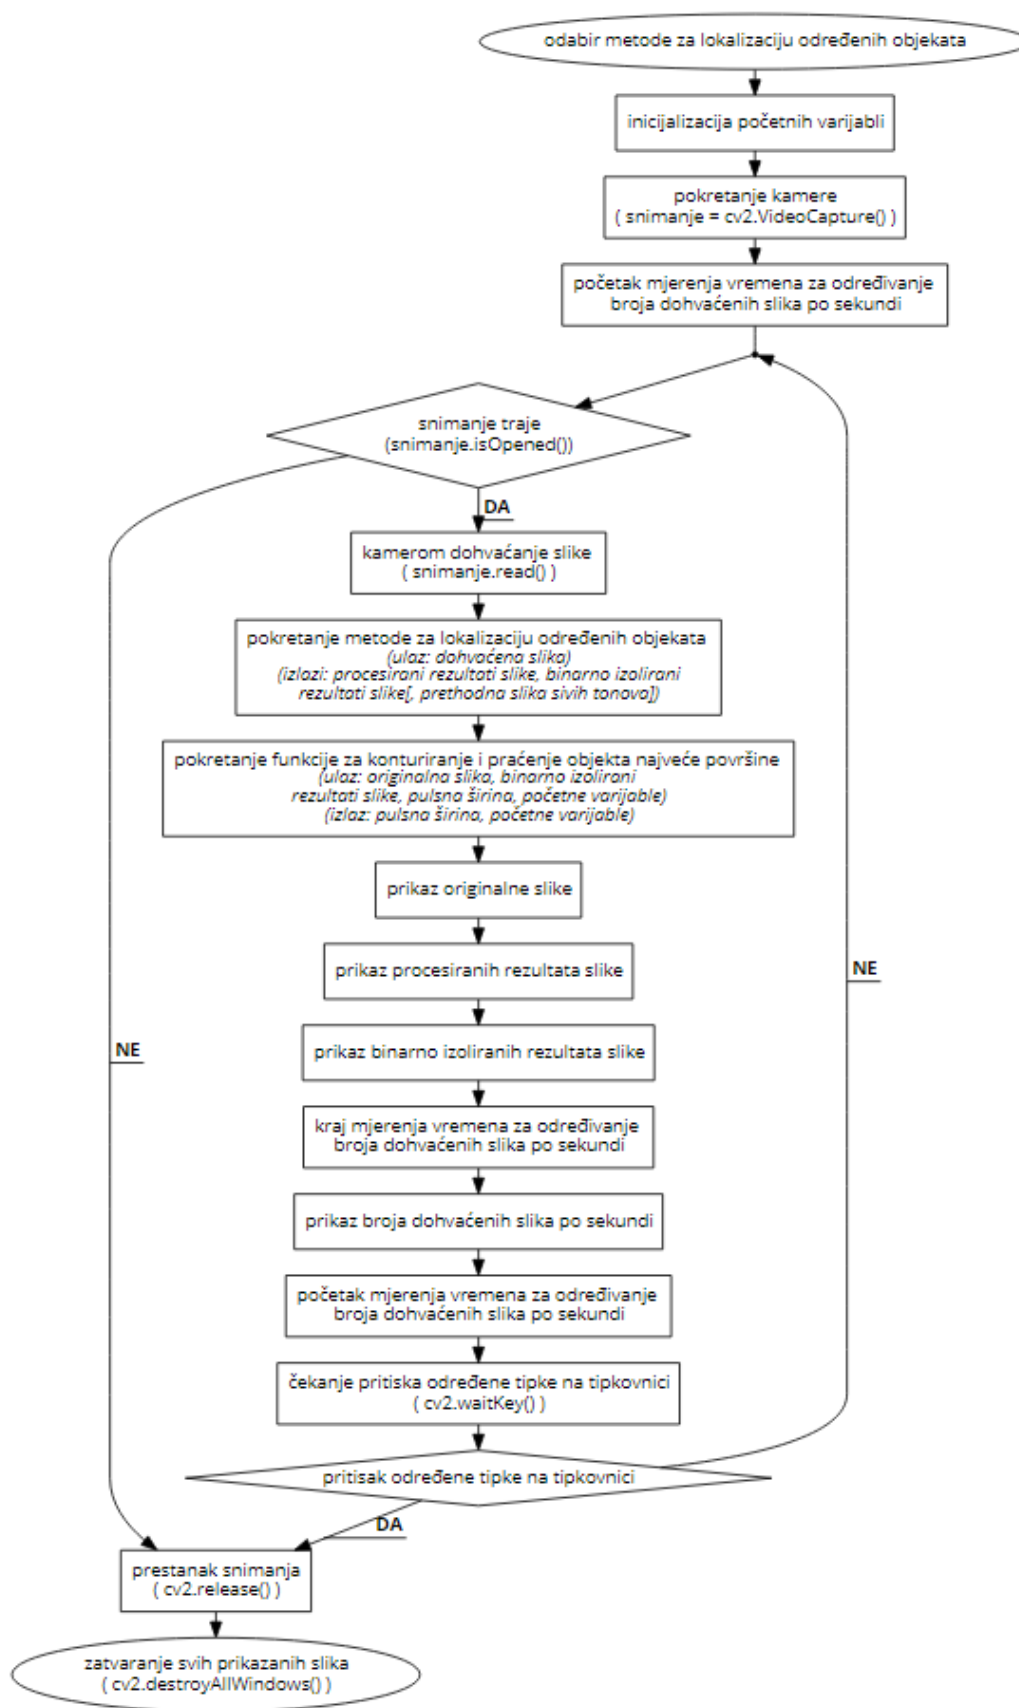 odabir metode za lokalizaciju određenih objekata
inicijalizacija početnih varijabli
pokretanje kamere
( snimanje = cv2.VideoCapture() )
početak mjerenja vremena za određivanje
broja dohvaćenih slika po sekundi
snimanje traje
(snimanje.isOpened())
DA
kamerom dohvaćanje slike
( snimanje.read() )
pokretanje metode za lokalizaciju određenih objekata
(ulaz: dohvaćena slika)
(izlazi: procesirani rezultati slike, binarno izolirani
rezultati slike[, prethodna slika sivih tonova])
pokretanje funkcije za konturiranje i praćenje objekta najveće površine
(ulaz: originalna slika, binarno izolirani
rezultati slike, pulsna širina, početne varijable)
(izlaz: pulsna širina, početne varijable)
prikaz originalne slike
prikaz procesiranih rezultata slike
NE
prikaz binarno izoliranih rezultata slike
NE
kraj mjerenja vremena za određivanje
broja dohvaćenih slika po sekundi
prikaz broja dohvaćenih slika po sekundi
početak mjerenja vremena za određivanje
broja dohvaćenih slika po sekundi
čekanje pritiska određene tipke na tipkovnici
( cv2.waitKey() )
pritisak određene tipke na tipkovnici
DA
prestanak snimanja
( cv2.release() )
zatvaranje svih prikazanih slika
( cv2.destroyAllWindows() )